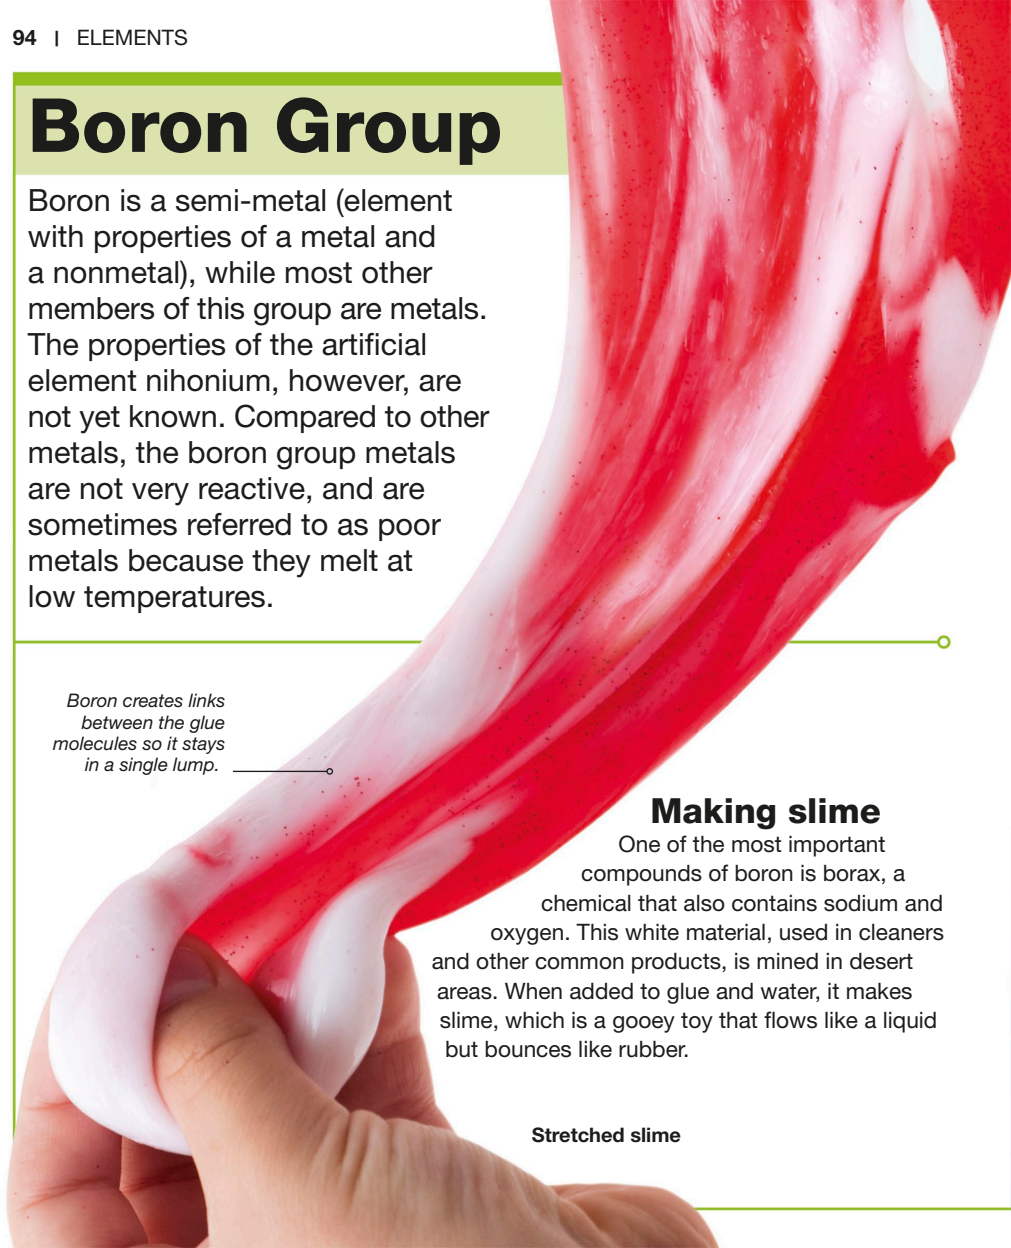 94 | ELEMENTS
Boron Group
Boron is a semi-metal (element
with properties of a metal and
a nonmetal), while most other
members of this group are metals.
The properties of the artificial
element nihonium, however, are
not yet known. Compared to other
metals, the boron group metals
are not very reactive, and are
sometimes referred to as poor
metals because they melt at
low temperatures.
Boron creates links
between the glue
molecules so it stays
in a single lump.
Making slime
One of the most important
compounds of boron is borax, a
chemical that also contains sodium and
oxygen. This white material, used in cleaners
and other common products, is mined in desert
areas. When added to glue and water, it makes
slime, which is a gooey toy that flows like a liquid
but bounces like rubber.
Stretched slime